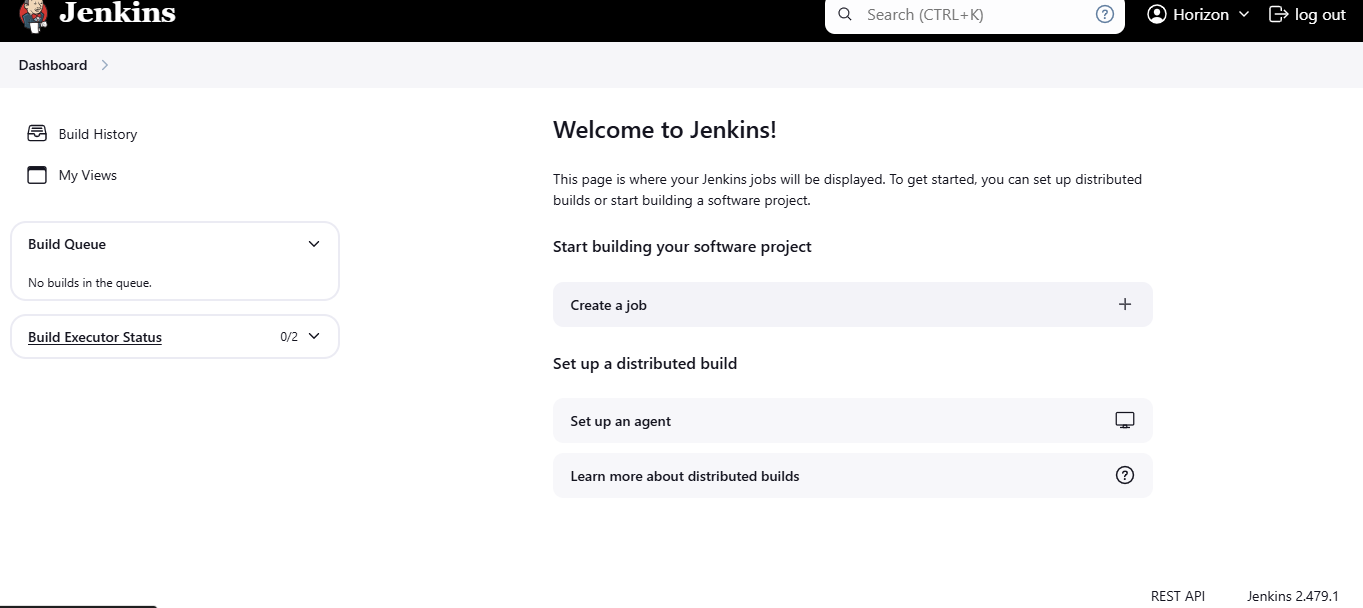 Jenkins
Search (CTRL+K)
?
Horizon
log out
Dashboard
Build History
My Views
Build Queue
No builds in the queue.
Build Executor Status
0/2
Welcome to Jenkins!
This page is where your Jenkins jobs will be displayed. To get started, you can set up distributed
builds or start building a software project.
Start building your software project
Create a job
Set up a distributed build
Set up an agent
Learn more about distributed builds
?
REST API
Jenkins 2.479.1